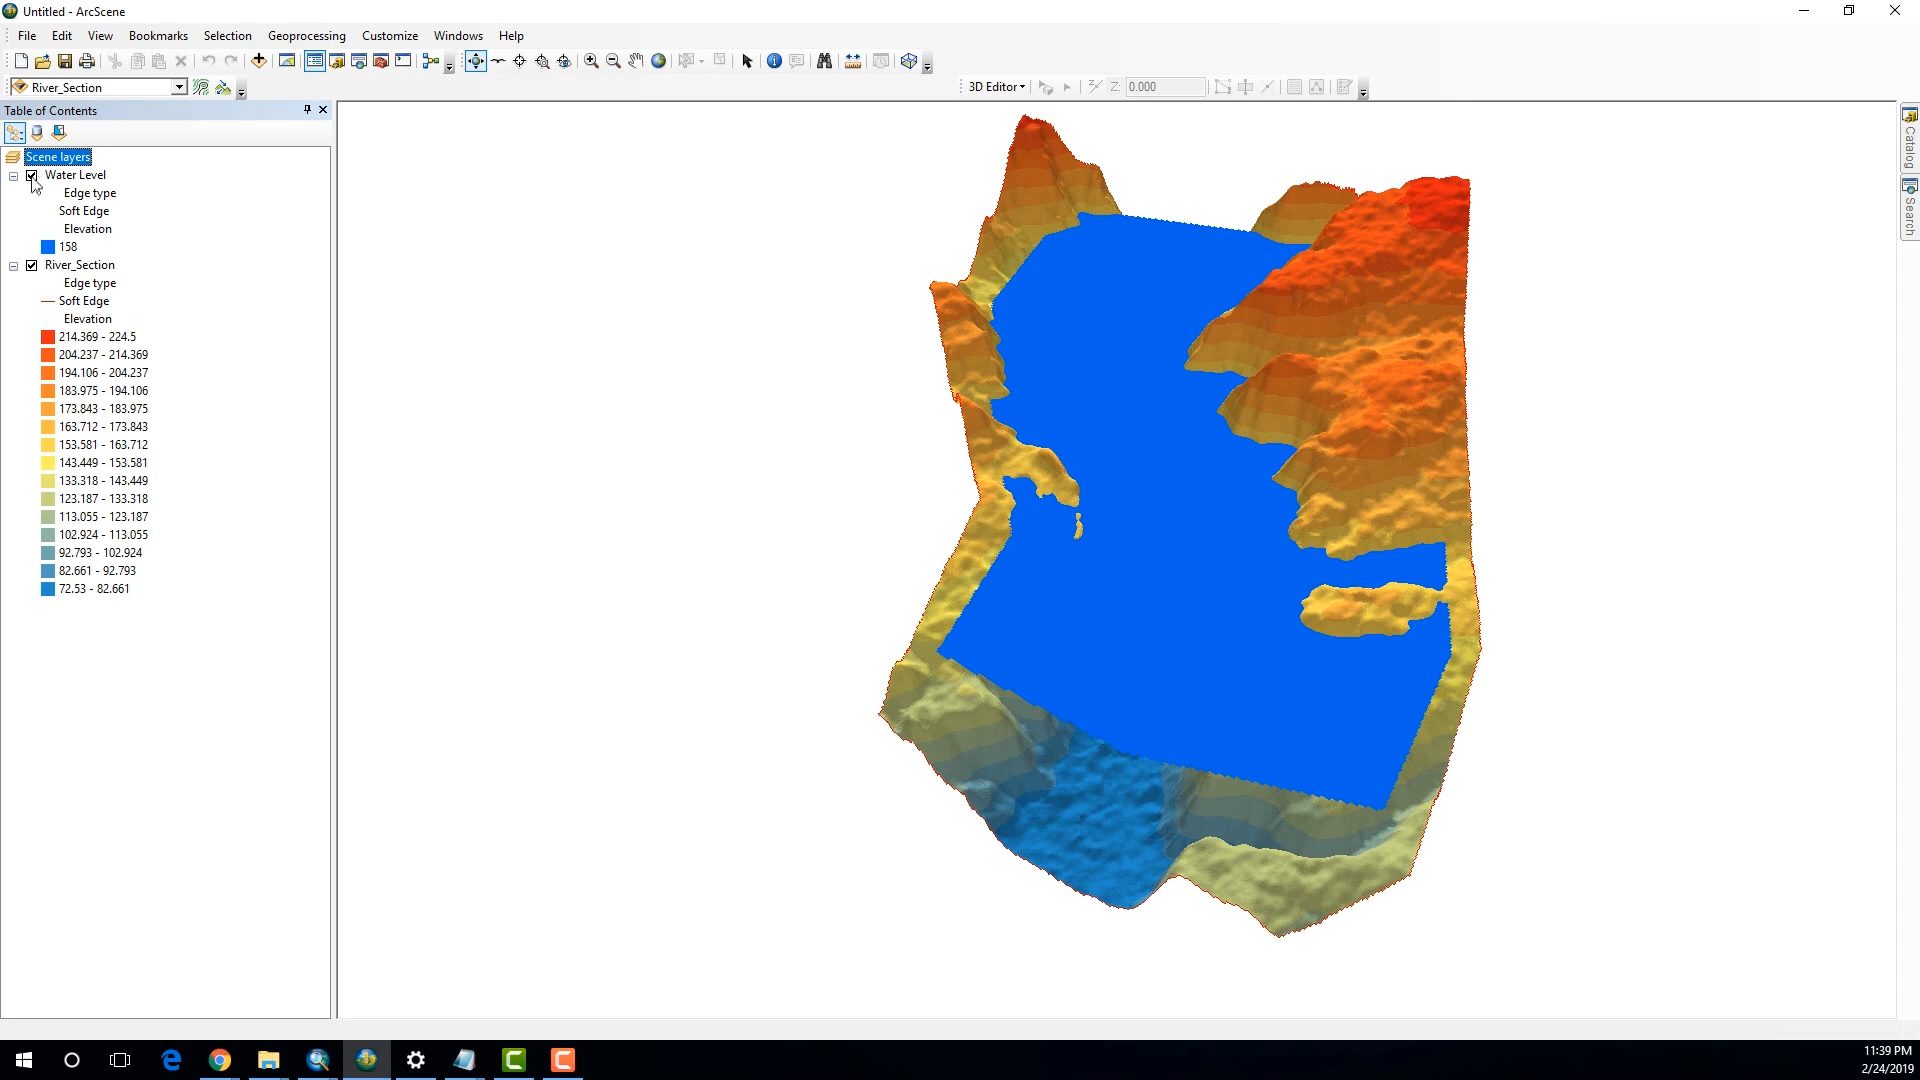 Untitled - ArcScene
File Edit View Bookmarks Selection Geoprocessing Customize Windows Help
River_Section
3D Editor
Z:
0.000
Table of Contents
Scene layers
Water Level
Edge type
Soft Edge
Elevation
158
River_Section
Edge type
Soft Edge
Elevation
214.369 - 224.5
204.237 - 214.369
194.106 - 204.237
183.975 - 194.106
173.843 - 183.975
163.712 - 173.843
153.581 - 163.712
143.449 - 153.581
133.318 - 143.449
123.187 - 133.318
113.055 - 123.187
102.924 - 113.055
92.793 - 102.924
82.661 - 92.793
72.53 - 82.661
Catalog
Search
11:39 PM
2/24/2019